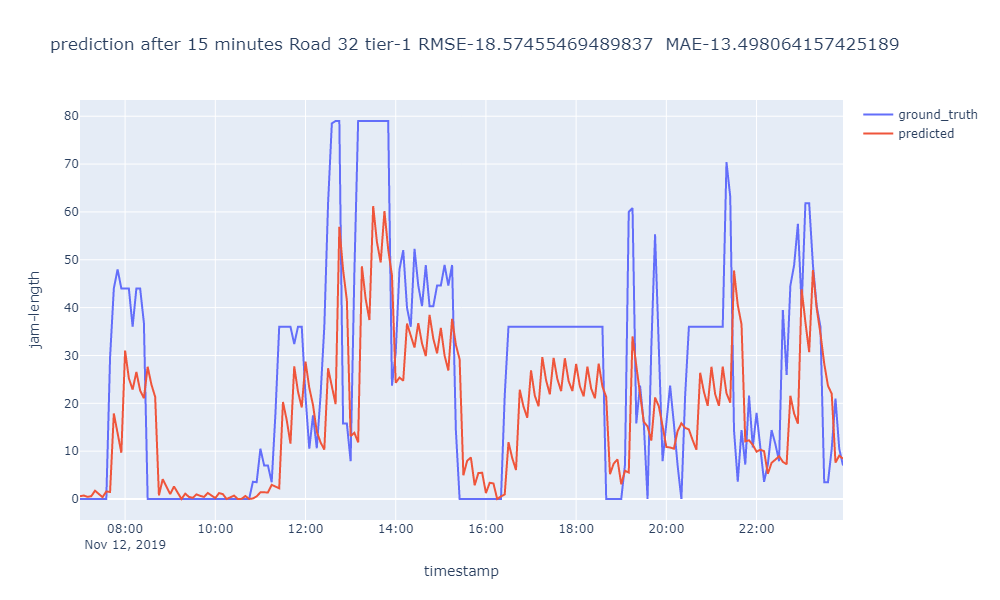 prediction after 15 minutes Road 32 tier-1 RMSE-18.57455469489837  MAE-13.498064157425189
ground_truth
predicted
80
70
60
50
40
30
20
10
0
jam-length
08:00 10:00 12:00 14:00 16:00 18:00 20:00 22:00
Nov 12, 2019
timestamp